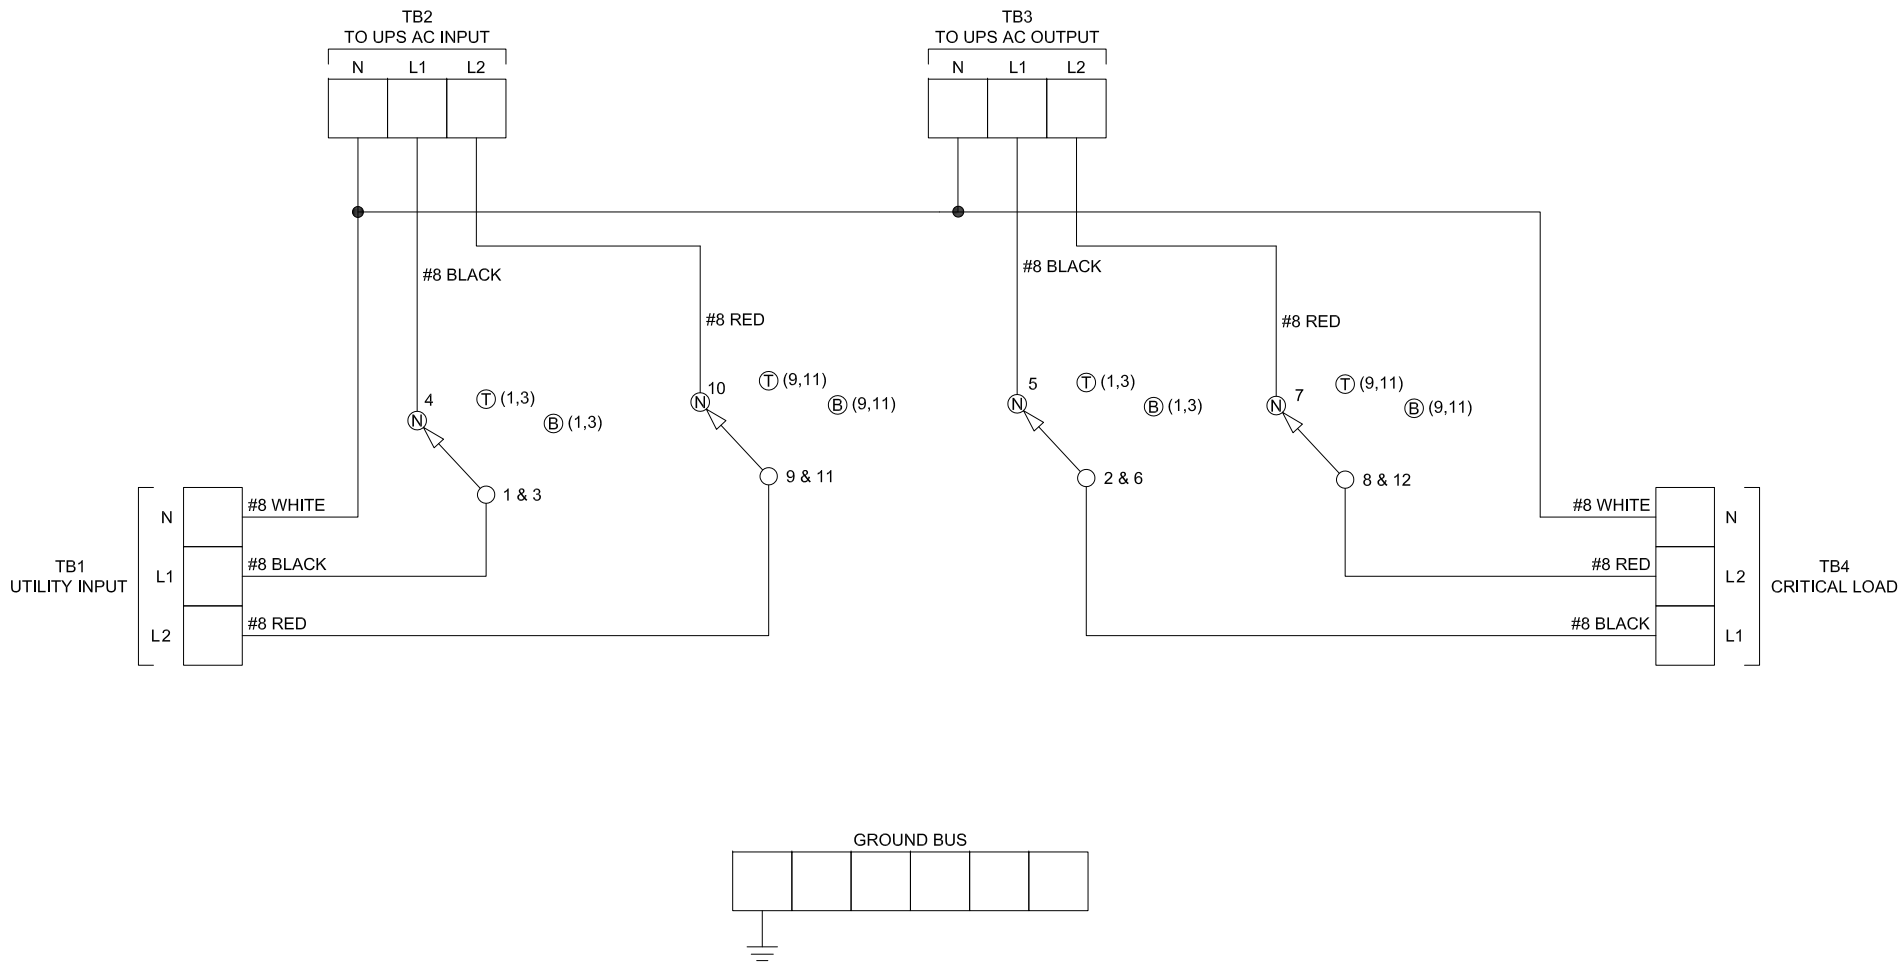 TB2
TO UPS AC INPUT
N L1 L2
TB3
TO UPS AC OUTPUT
N L1 L2
#8 BLACK
#8 RED
#8 BLACK
#8 RED
4
N
T (1,3)
B (1,3)
1 & 3
10
N
T (9,11)
B (9,11)
9 & 11
5
N
T (1,3)
B (1,3)
2 & 6
7
N
T (9,11)
B (9,11)
8 & 12
TB1
UTILITY INPUT
N
#8 WHITE
L1
#8 BLACK
L2
#8 RED
#8 WHITE
N
#8 RED
L2
#8 BLACK
L1
TB4
CRITICAL LOAD
GROUND BUS